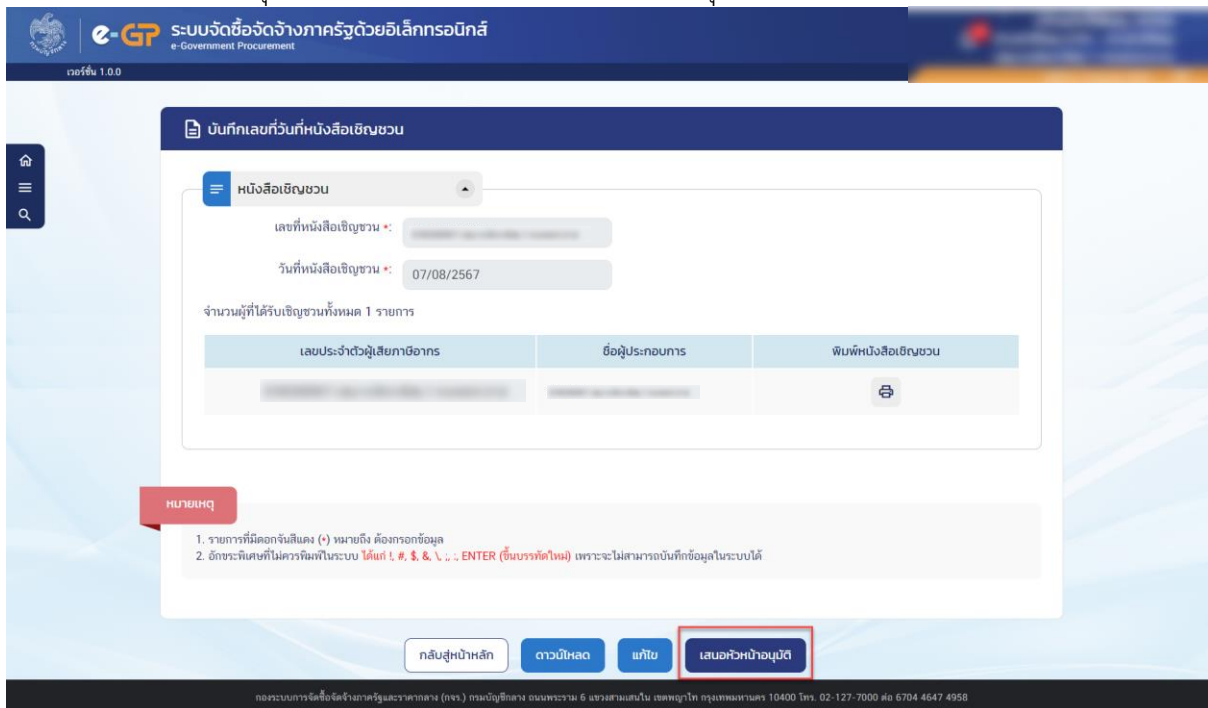 e-GP ระบบจัดซื้อจัดจ้างภาครัฐด้วยอิเล็กทรอนิกส์
e-Government Procurement
เวอร์ชั่น 1.0.0
บันทึกเลขที่วันที่หนังสือเชิญชวน
หนังสือเชิญชวน
เลขที่หนังสือเชิญชวน *:
วันที่หนังสือเชิญชวน *: 07/08/2567
จำนวนผู้ที่ได้รับเชิญชวนทั้งหมด 1 รายการ
เลขประจำตัวผู้เสียภาษีอากร ชื่อผู้ประกอบการ พิมพ์หนังสือเชิญชวน
หมายเหตุ
1. รายการที่มีดอกจันสีแดง (*) หมายถึง ต้องกรอกข้อมูล
2. อักขระพิเศษที่ไม่ควรพิมพ์ในระบบ ได้แก่ !, #, $, &, \, ;, :, ENTER (ขึ้นบรรทัดใหม่) เพราะจะไม่สามารถบันทึกข้อมูลในระบบได้
กลับสู่หน้าหลัก ดาวน์โหลด แก้ไข เสนอหัวหน้าอนุมัติ
กองระบบการจัดซื้อจัดจ้างภาครัฐและราคากลาง (กจร.) กรมบัญชีกลาง ถนนพระราม 6 แขวงสามเสนใน เขตพญาไท กรุงเทพมหานคร 10400 โทร. 02-127-7000 ต่อ 6704 4647 4958